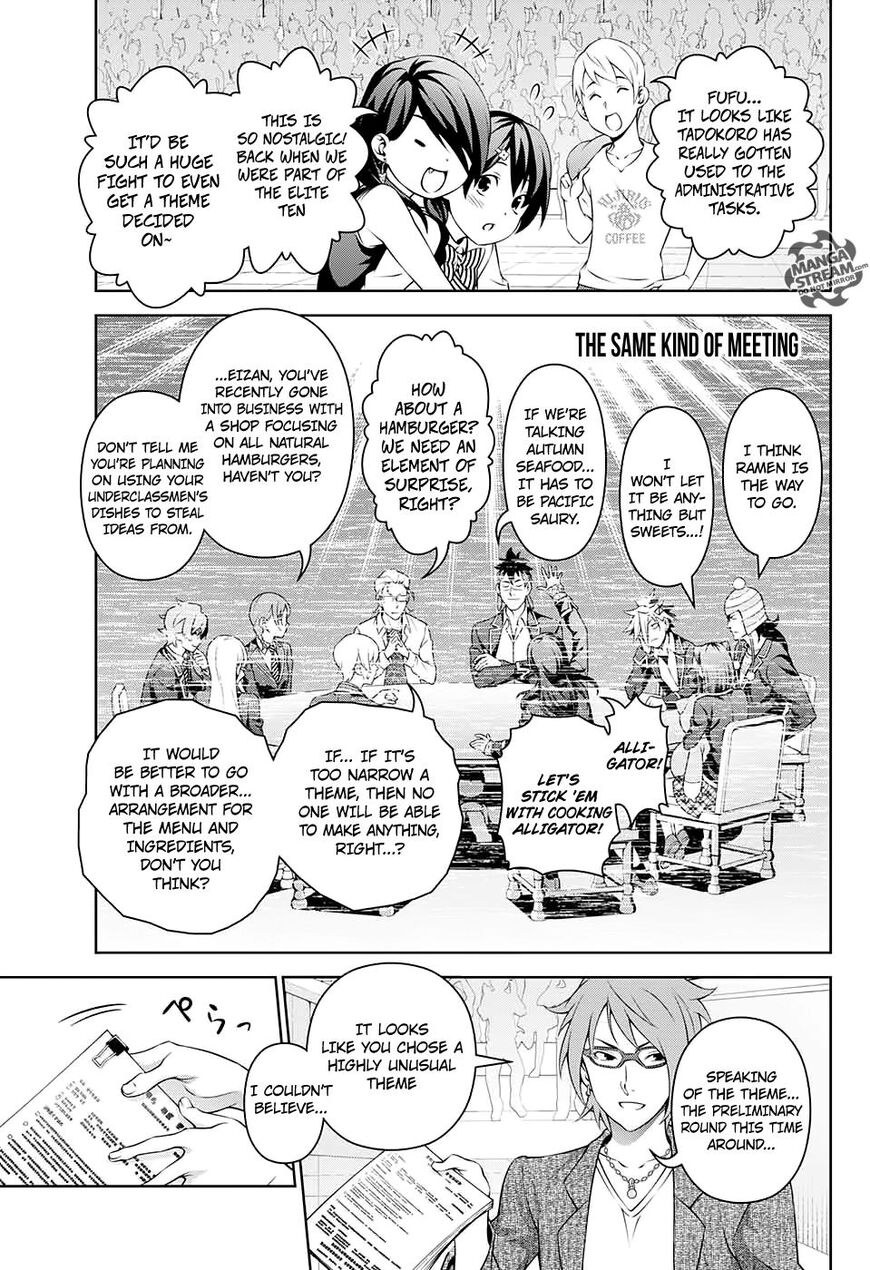 FUFU...
IT LOOKS
LIKE
TADOKORO HAS
REALLY GOTTEN
USED TO THE
ADMINISTRATIVE
TASKS.
THIS IS
SO NOSTALGIC!
BACK WHEN WE
WERE PART OF
THE ELITE
TEN
IT'D BE
SUCH A HUGE
FIGHT TO EVEN
GET A THEME
DECIDED
ON~
COFFEE
MANGA
STREAM.com
DO NOT MIRROR!
THE SAME KIND OF MEETING
I THINK
RAMEN IS
THE WAY
TO GO.
I
WON'T LET
IT BE ANY-
THING BUT
SWEETS...!
IF WE'RE
TALKING
AUTUMN
SEAFOOD...
IT HAS TO
BE PACIFIC
SAURY.
HOW
ABOUT A
HAMBURGER?
WE NEED AN
ELEMENT OF
SURPRISE,
RIGHT?
...EIZAN, YOU'VE
RECENTLY GONE
INTO BUSINESS WITH
A SHOP FOCUSING
ON ALL NATURAL
HAMBURGERS,
HAVEN'T YOU?
DON'T TELL ME
YOU'RE PLANNING
ON USING YOUR
UNDERCLASSMEN'S
DISHES TO STEAL
IDEAS FROM.
ALLI-
GATOR!
LET'S
STICK 'EM
WITH COOKING
ALLIGATOR!
IF... IF IT'S
TOO NARROW A
THEME, THEN NO
ONE WILL BE ABLE
TO MAKE ANYTHING,
RIGHT...?
IT WOULD
BE BETTER TO GO
WITH A BROADER...
ARRANGEMENT FOR
THE MENU AND
INGREDIENTS,
DON'T YOU
THINK?
SPEAKING
OF THE THEME...
THE PRELIMINARY
ROUND THIS TIME
AROUND...
IT LOOKS
LIKE YOU CHOSE A
HIGHLY UNUSUAL
THEME
I COULDN'T
BELIEVE...
ぺらっ